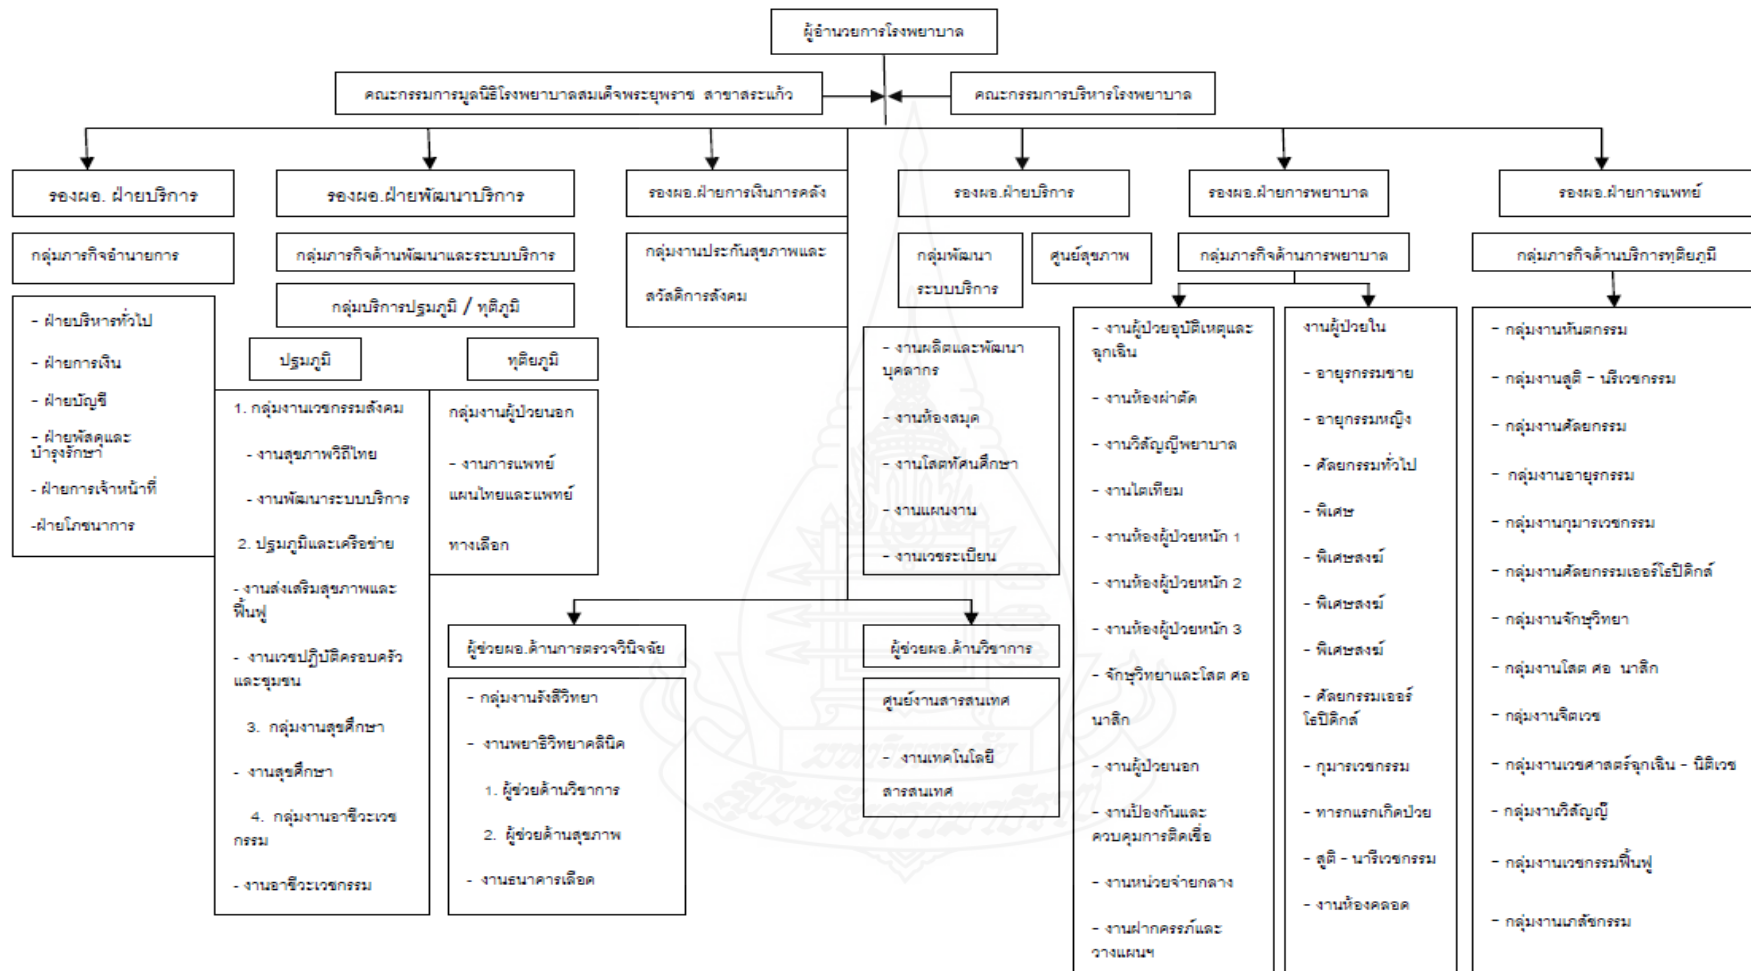 ผู้อำนวยการโรงพยาบาล
คณะกรรมการมูลนิธิโรงพยาบาลสมเด็จพระยุพราช สาขาสระแก้ว
คณะกรรมการบริหารโรงพยาบาล
รองผอ. ฝ่ายบริการ
รองผอ.ฝ่ายพัฒนาบริการ
รองผอ.ฝ่ายการเงินการคลัง
รองผอ.ฝ่ายบริการ
รองผอ.ฝ่ายการพยาบาล
รองผอ.ฝ่ายการแพทย์
กลุ่มภารกิจอำนายการ
- ฝ่ายบริหารทั่วไป
- ฝ่ายการเงิน
- ฝ่ายบัญชี
- ฝ่ายพัสดุและ
บำรุงรักษา
- ฝ่ายการเจ้าหน้าที่
-ฝ่ายโภชนาการ
กลุ่มภารกิจด้านพัฒนาและระบบบริการ
กลุ่มบริการปฐมภูมิ / ทุติภูมิ
ปฐมภูมิ
1. กลุ่มงานเวชกรรมสังคม
- งานสุขภาพวิถีไทย
- งานพัฒนาระบบบริการ
2. ปฐมภูมิและเครือข่าย
- งานส่งเสริมสุขภาพและ
ฟื้นฟู
- งานเวชปฏิบัติครอบครัว
และชุมชน
3. กลุ่มงานสุขศึกษา
- งานสุขศึกษา
4. กลุ่มงานอาชีวะเวช
กรรม
- งานอาชีวะเวชกรรม
ทุติยภูมิ
กลุ่มงานผู้ป่วยนอก
- งานการแพทย์
แผนไทยและแพทย์
ทางเลือก
กลุ่มงานประกันสุขภาพและ
สวัสดิการสังคม
กลุ่มพัฒนา
ระบบบริการ
ศูนย์สุขภาพ
- งานผลิตและพัฒนา
บุคลากร
- งานห้องสมุด
- งานโสตทัศนศึกษา
- งานแผนงาน
- งานเวชระเบียน
กลุ่มภารกิจด้านการพยาบาล
- งานผู้ป่วยอุบัติเหตุและ
ฉุกเฉิน
- งานห้องผ่าตัด
- งานวิสัญญีพยาบาล
- งานไตเทียม
- งานห้องผู้ป่วยหนัก 1
- งานห้องผู้ป่วยหนัก 2
- งานห้องผู้ป่วยหนัก 3
- จักษุวิทยาและโสต ศอ
นาสิก
- งานผู้ป่วยนอก
- งานป้องกันและ
ควบคุมการติดเชื้อ
- งานหน่วยจ่ายกลาง
- งานฝากครรภ์และ
วางแผนฯ
งานผู้ป่วยใน
- อายุรกรรมชาย
- อายุกรรมหญิง
- ศัลยกรรมทั่วไป
- พิเศษ
- พิเศษสงฆ์
- พิเศษสงฆ์
- พิเศษสงฆ์
- ศัลยกรรมเออร์
โธปิดิกส์
- กุมารเวชกรรม
- ทารกแรกเกิดป่วย
- สูติ - นารีเวชกรรม
- งานห้องคลอด
กลุ่มภารกิจด้านบริการทุติยภูมิ
- กลุ่มงานทันตกรรม
- กลุ่มงานสูติ - นรีเวชกรรม
- กลุ่มงานศัลยกรรม
- กลุ่มงานอายุรกรรม
- กลุ่มงานกุมารเวชกรรม
- กลุ่มงานศัลยกรรมเออร์โธปิดิกส์
- กลุ่มงานจักษุวิทยา
- กลุ่มงานโสต ศอ นาสิก
- กลุ่มงานจิตเวช
- กลุ่มงานเวชศาสตร์ฉุกเฉิน - นิติเวช
- กลุ่มงานวิสัญญี
- กลุ่มงานเวชกรรมฟื้นฟู
- กลุ่มงานเภสัชกรรม
ผู้ช่วยผอ.ด้านการตรวจวินิจฉัย
- กลุ่มงานรังสีวิทยา
- งานพยาธิวิทยาคลินิค
1. ผู้ช่วยด้านวิชาการ
2. ผู้ช่วยด้านสุขภาพ
- งานธนาคารเลือด
ผู้ช่วยผอ.ด้านวิชาการ
ศูนย์งานสารสนเทศ
- งานเทคโนโลยี
สารสนเทศ
มหาวิทยาลัย
สุโขทัยธรรมาธิราช